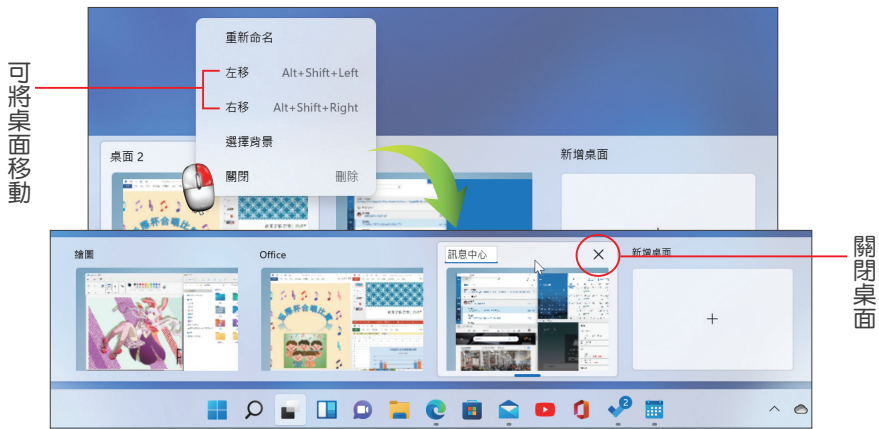 可將桌面移動
重新命名
左移 Alt+Shift+Left
右移 Alt+Shift+Right
選擇背景
關閉 刪除
桌面 2
新增桌面
繪圖
Office
訊息中心
新增桌面
關閉桌面
2